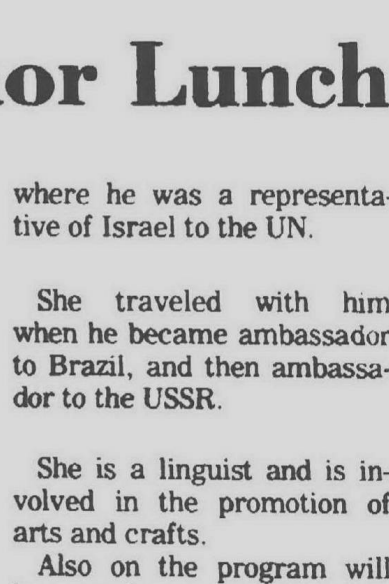 or Lunch
where he was a representa-
tive of Israel to the UN.
She traveled with him
when he became ambassador
to Brazil, and then ambassa-
dor to the USSR.
She is a linguist and is in-
volved in the promotion of
arts and crafts.
Also on the program will